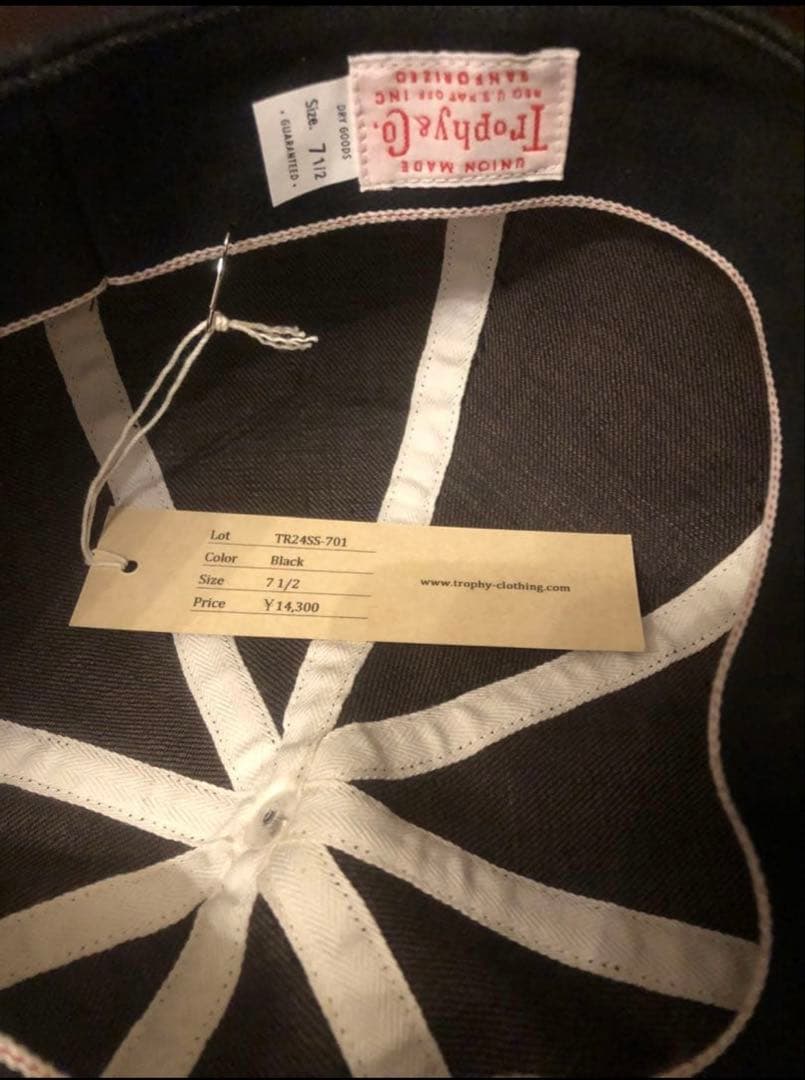 UNION MADE
Trophy & Co.
REG U.S PAT OFF INC
SANFORIZED
DRY GOODS
Size. 7 1/2
• GUARANTEED •
Lot TR24SS-701
Color Black
Size 7 1/2
Price ¥14,300
www.trophy-clothing.com